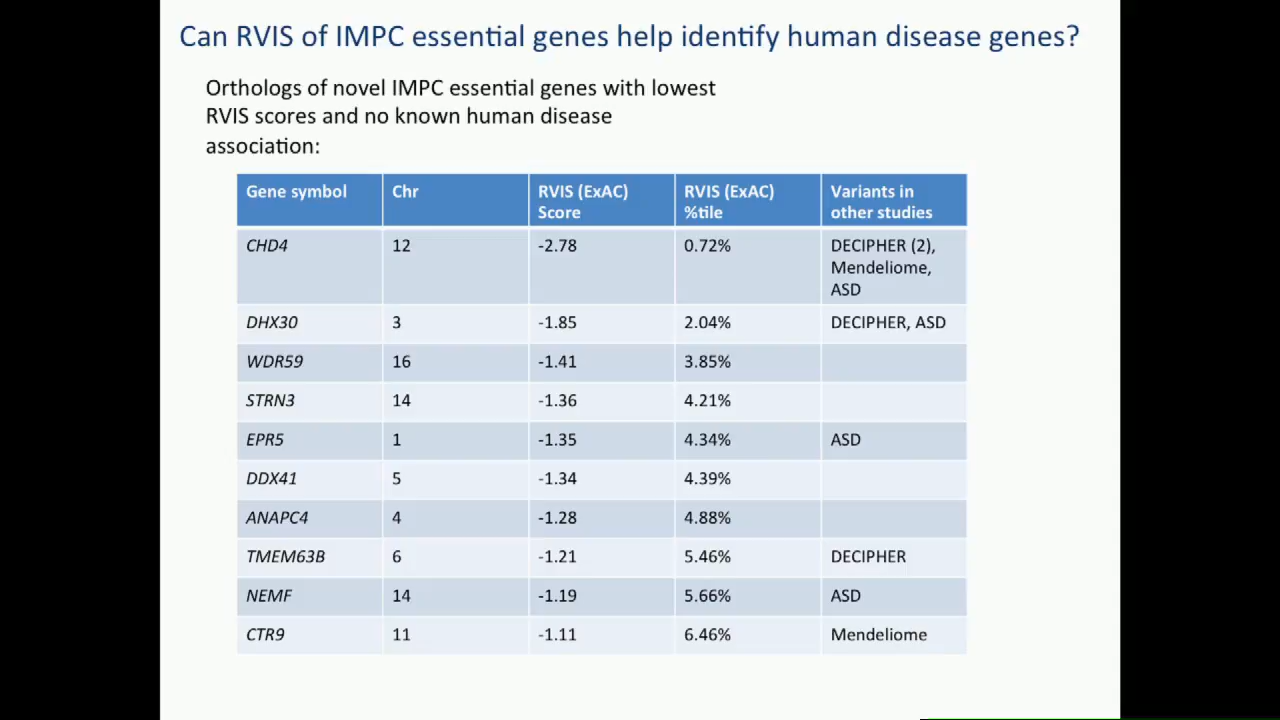 Can RVIS of IMPC essential genes help identify human disease genes?
Orthologs of novel IMPC essential genes with lowest
RVIS scores and no known human disease
association:
Gene symbol Chr RVIS (ExAC) Score RVIS (ExAC) %tile Variants in other studies
CHD4 12 -2.78 0.72% DECIPHER (2), Mendeliome, ASD
DHX30 3 -1.85 2.04% DECIPHER, ASD
WDR59 16 -1.41 3.85%
STRN3 14 -1.36 4.21%
EPR5 1 -1.35 4.34% ASD
DDX41 5 -1.34 4.39%
ANAPC4 4 -1.28 4.88%
TMEM63B 6 -1.21 5.46% DECIPHER
NEMF 14 -1.19 5.66% ASD
CTR9 11 -1.11 6.46% Mendeliome